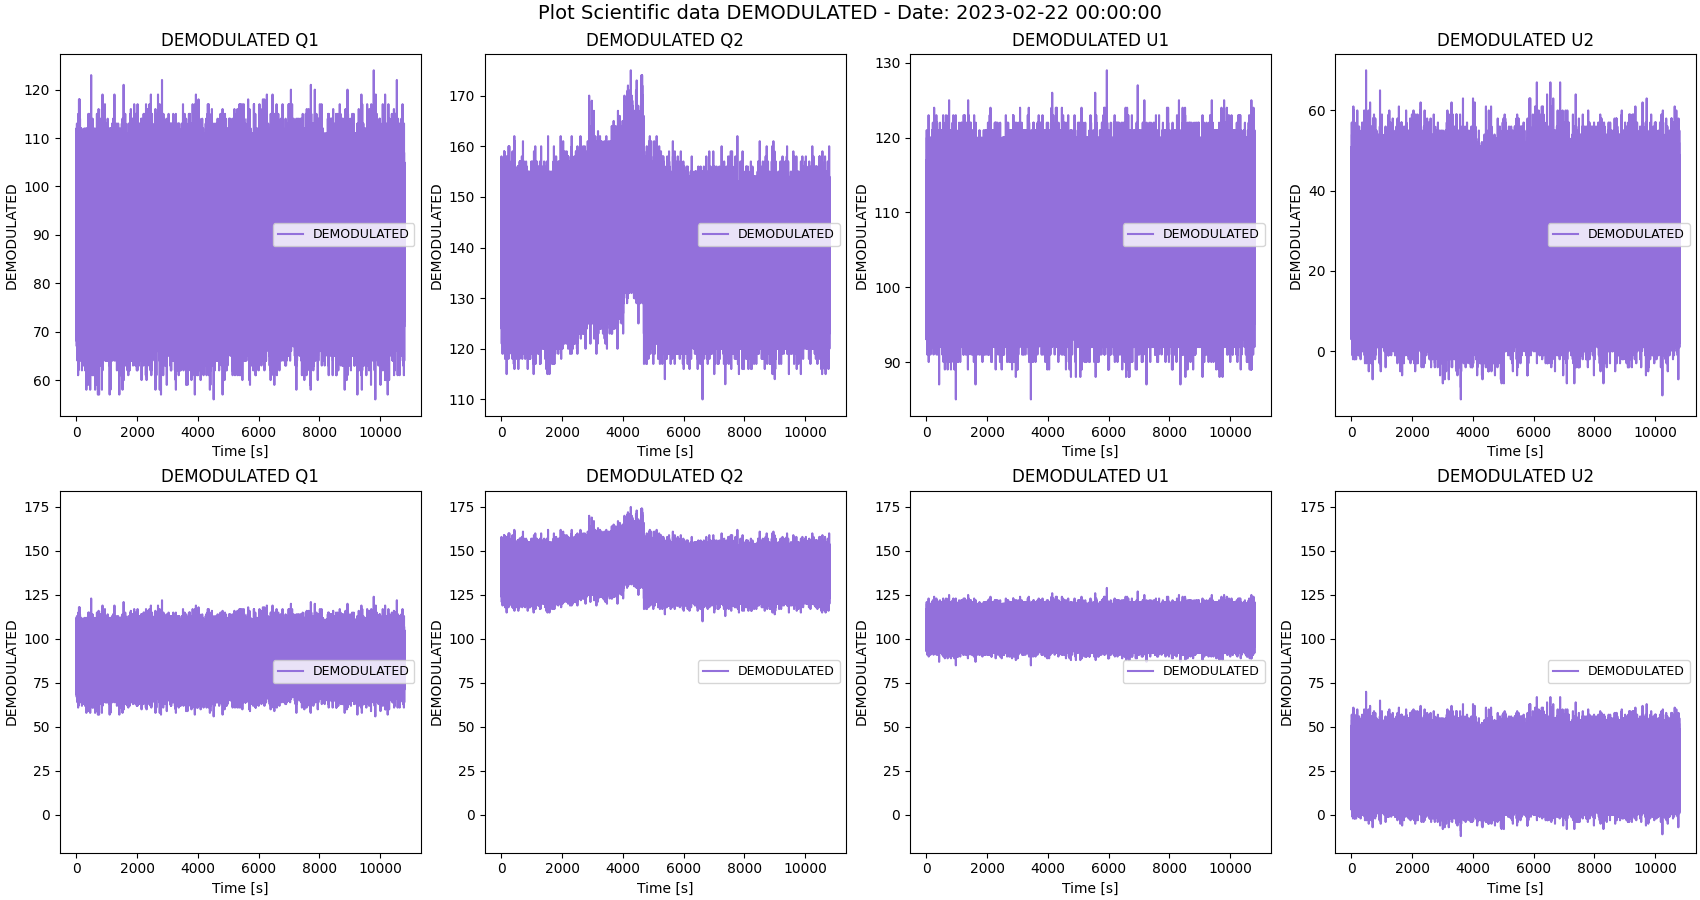 Plot Scientific data DEMODULATED - Date: 2023-02-22 00:00:00
DEMODULATED Q1
DEMODULATED
120
110
100
90
80
70
60
DEMODULATED
0 2000 4000 6000 8000 10000
Time [s]
DEMODULATED Q2
DEMODULATED
170
160
150
140
130
120
110
DEMODULATED
0 2000 4000 6000 8000 10000
Time [s]
DEMODULATED U1
DEMODULATED
130
120
110
100
90
DEMODULATED
0 2000 4000 6000 8000 10000
Time [s]
DEMODULATED U2
DEMODULATED
60
40
20
0
DEMODULATED
0 2000 4000 6000 8000 10000
Time [s]
DEMODULATED Q1
DEMODULATED
175
150
125
100
75
50
25
0
DEMODULATED
0 2000 4000 6000 8000 10000
Time [s]
DEMODULATED Q2
DEMODULATED
175
150
125
100
75
50
25
0
DEMODULATED
0 2000 4000 6000 8000 10000
Time [s]
DEMODULATED U1
DEMODULATED
175
150
125
100
75
50
25
0
DEMODULATED
0 2000 4000 6000 8000 10000
Time [s]
DEMODULATED U2
DEMODULATED
175
150
125
100
75
50
25
0
DEMODULATED
0 2000 4000 6000 8000 10000
Time [s]